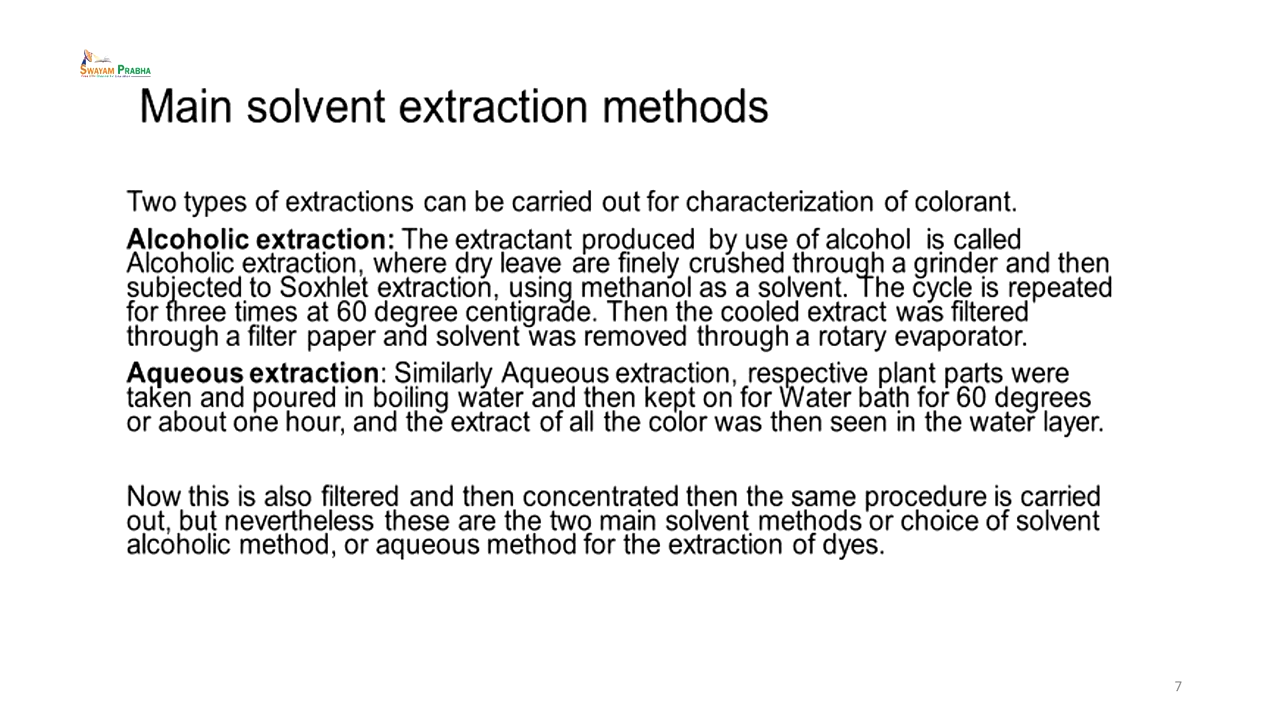 SWAYAM PRABHA
Main solvent extraction methods
Two types of extractions can be carried out for characterization of colorant.
Alcoholic extraction: The extractant produced by use of alcohol is called
Alcoholic extraction, where dry leave are finely crushed through a grinder and then
subjected to Soxhlet extraction, using methanol as a solvent. The cycle is repeated
for three times at 60 degree centigrade. Then the cooled extract was filtered
through a filter paper and solvent was removed through a rotary evaporator.
Aqueous extraction: Similarly Aqueous extraction, respective plant parts were
taken and poured in boiling water and then kept on for Water bath for 60 degrees
or about one hour, and the extract of all the color was then seen in the water layer.
Now this is also filtered and then concentrated then the same procedure is carried
out, but nevertheless these are the two main solvent methods or choice of solvent
alcoholic method, or aqueous method for the extraction of dyes.
7